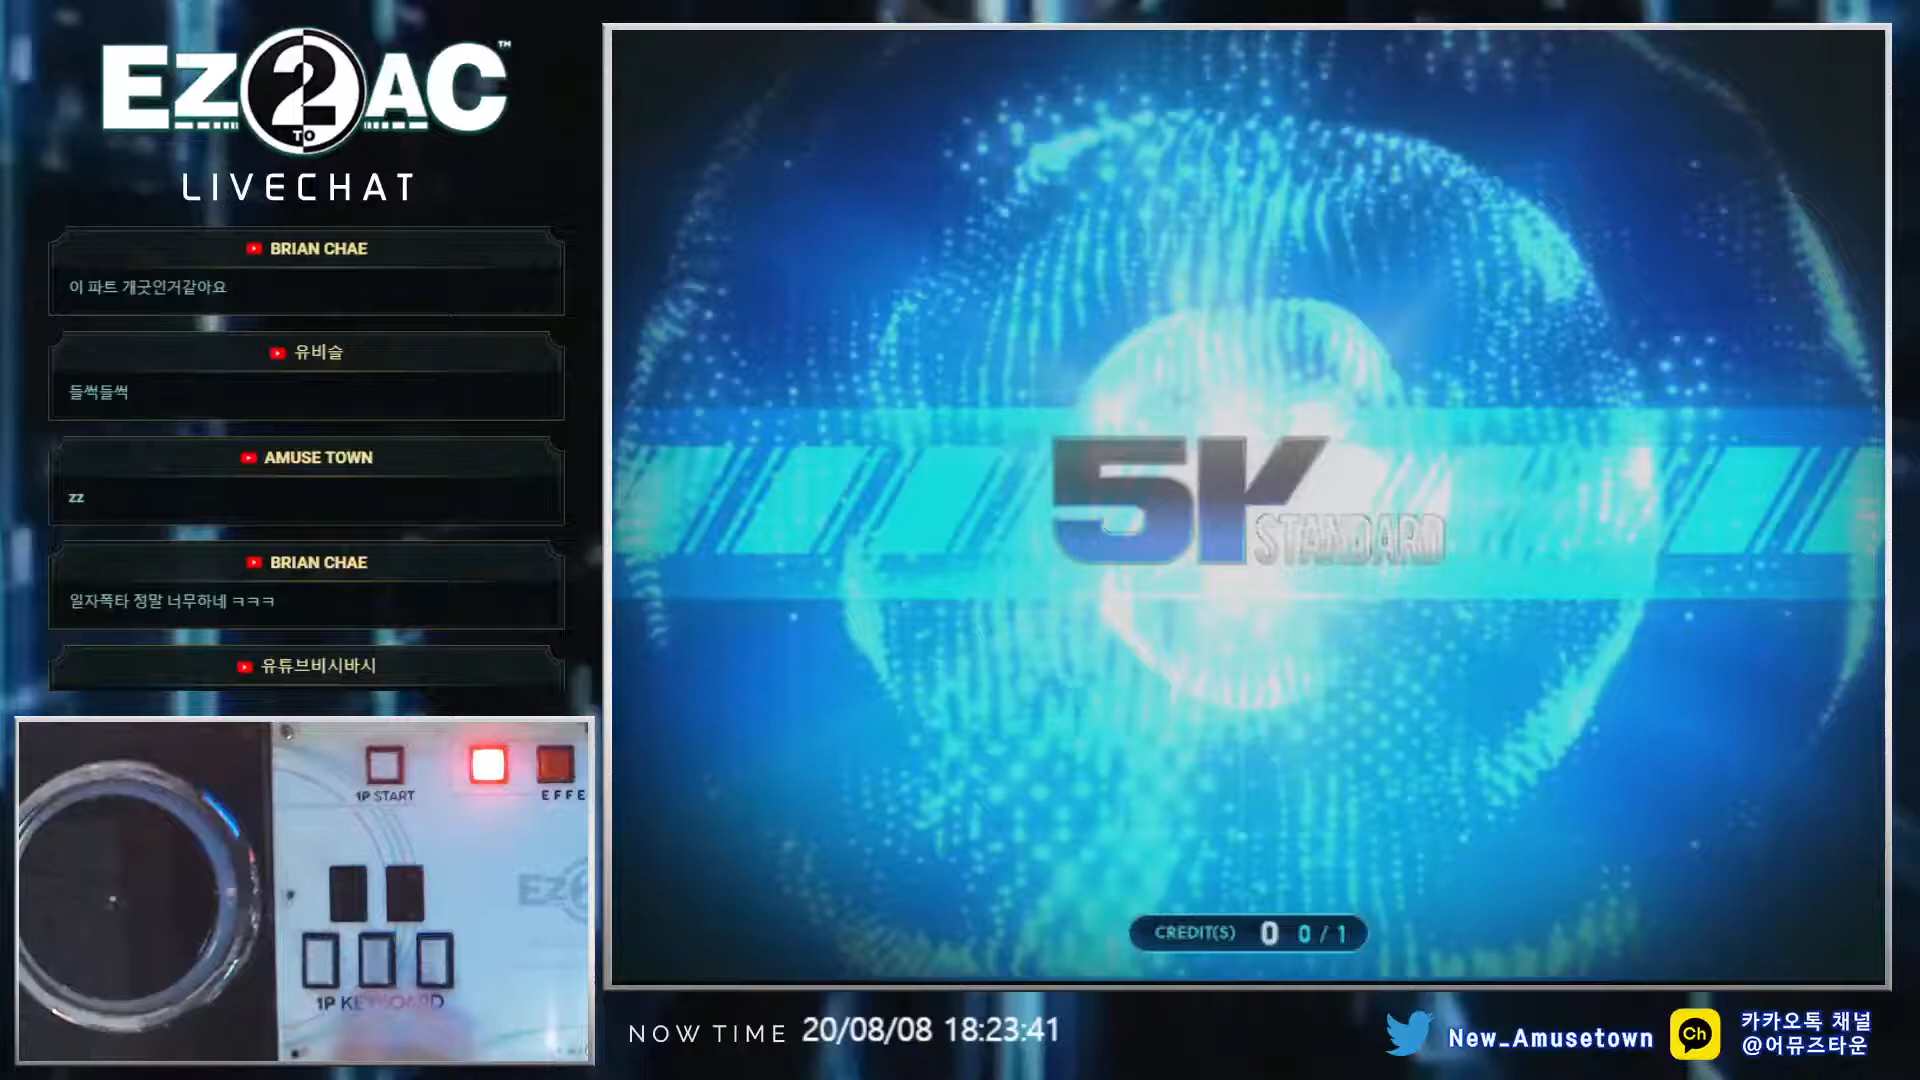 EZ2AC™
TO
LIVECHAT
BRIAN CHAE
이 파트 개굿인거같아요
유비슬
들썩들썩
AMUSE TOWN
zz
BRIAN CHAE
일자폭타 정말 너무하네 ㅋㅋㅋ
유튜브비시바시
1P START
EFFE
EZ
1P KEYBOARD
5K STANDARD
CREDIT(S) 0 0 / 1
NOW TIME 20/08/08 18:23:41
New_Amusetown
Ch
카카오톡 채널
@어뮤즈타운